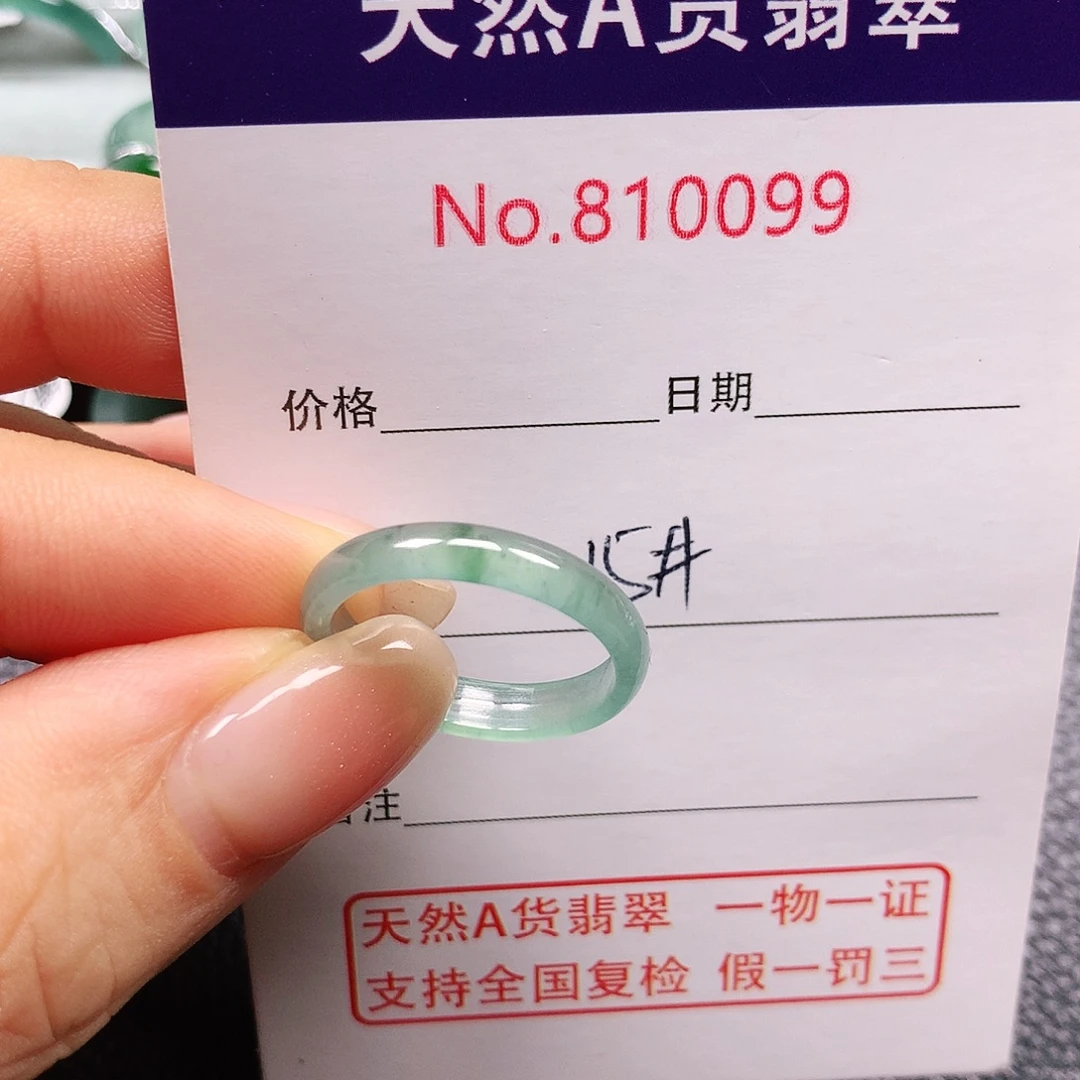 天然A货翡翠
No.810099
价格 日期
15#
注
天然A货翡翠 一物一证
支持全国复检 假一罚三